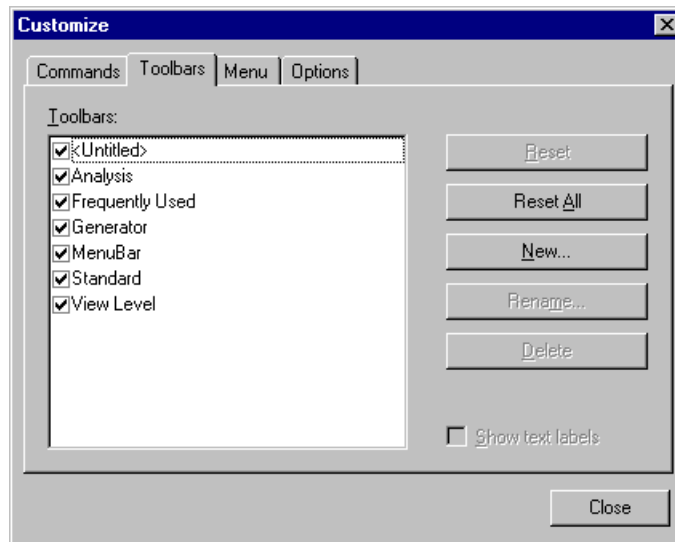 Customize
Commands Toolbars Menu Options
Toolbars:
<Untitled>
Analysis
Frequently Used
Generator
MenuBar
Standard
View Level
Reset
Reset All
New...
Rename...
Delete
Show text labels
Close